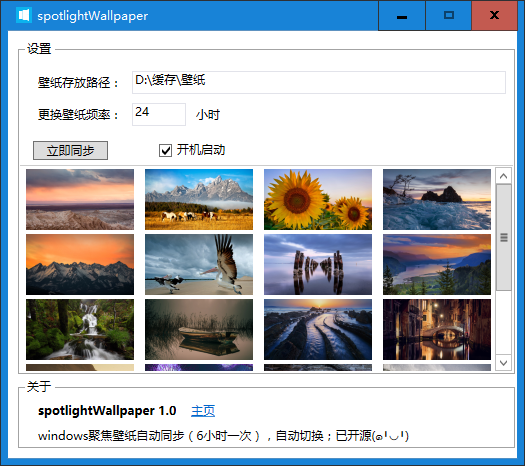 spotlightWallpaper
设置
壁纸存放路径： D:\缓存\壁纸
更换壁纸频率： 24 小时
立即同步 开机启动
关于
spotlightWallpaper 1.0 主页
windows聚焦壁纸自动同步（6小时一次），自动切换；已开源(๑╹◡╹)